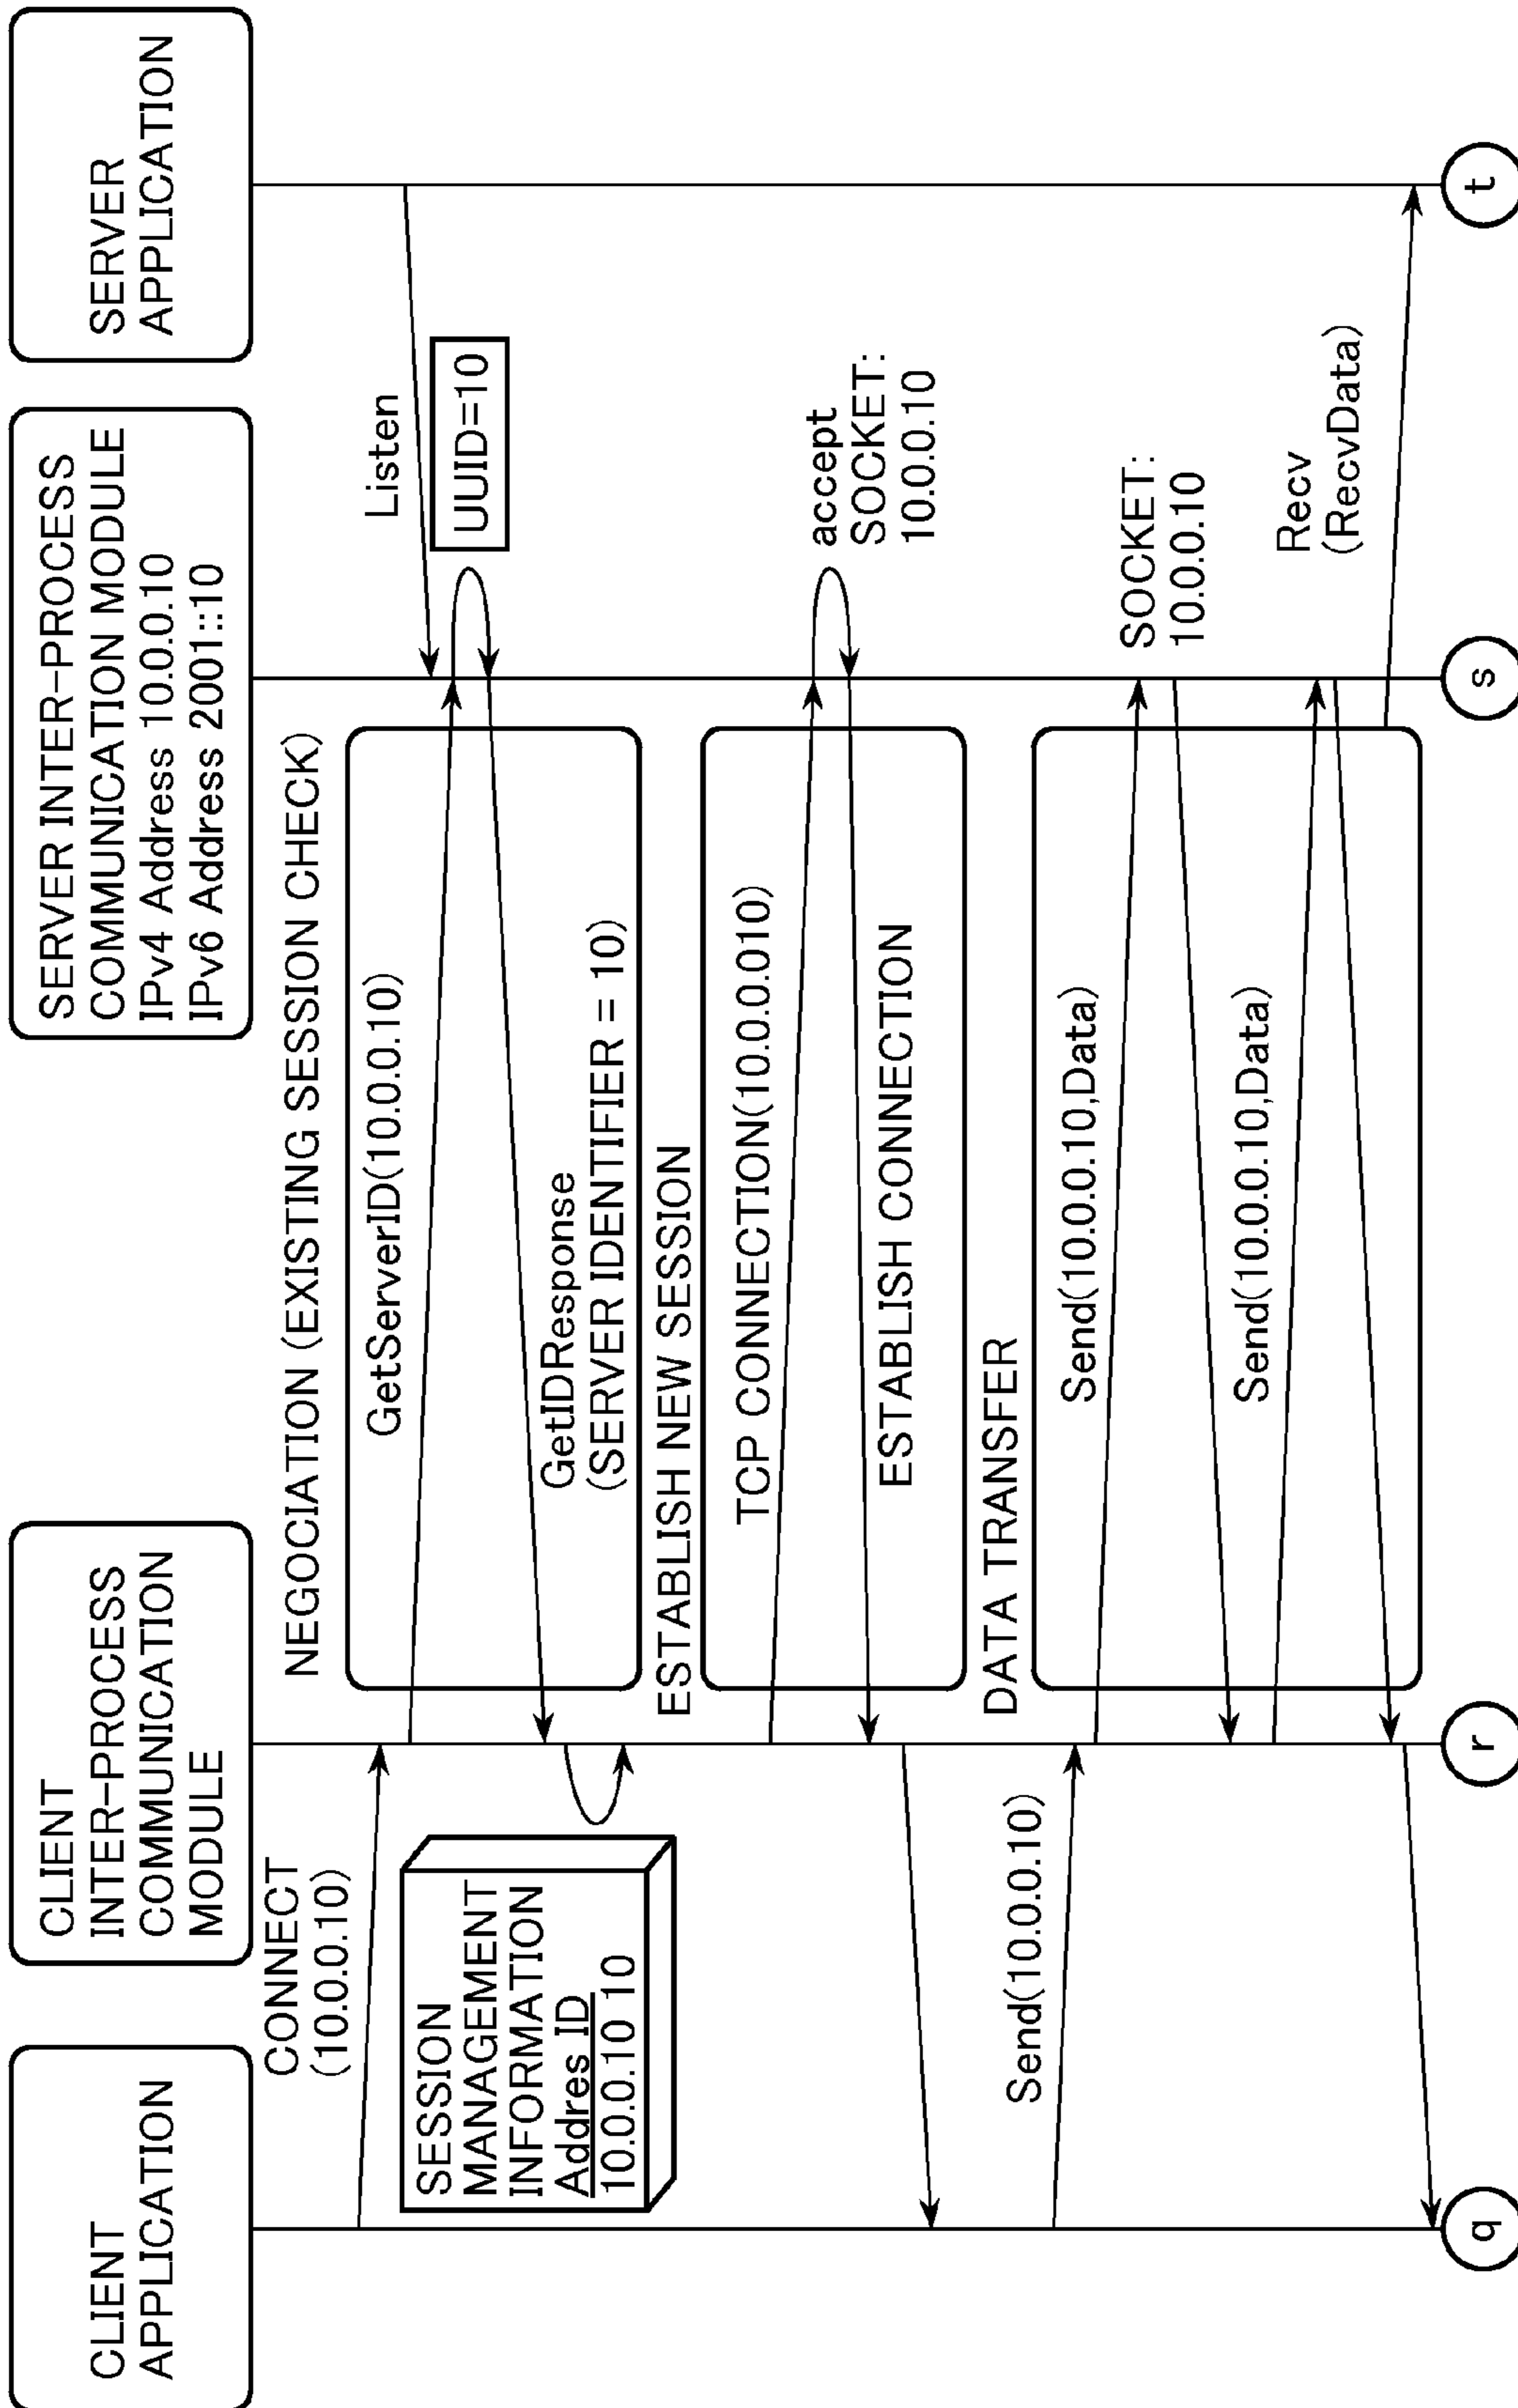 CLIENT
APPLICATION
CLIENT
INTER-PROCESS
COMMUNICATION
MODULE
SERVER INTER-PROCESS
COMMUNICATION MODULE
IPv4 Address 10.0.0.10
IPv6 Address 2001::10
SERVER
APPLICATION
CONNECT
(10.0.0.10)
NEGOCIATION (EXISTING SESSION CHECK)
Listen
GetServerID(10.0.0.10)
UUID=10
SESSION
MANAGEMENT
INFORMATION
Addres ID
10.0.0.10 10
GetIDResponse
(SERVER IDENTIFIER = 10)
ESTABLISH NEW SESSION
TCP CONNECTION(10.0.0.010)
accept
SOCKET:
10.0.0.10
ESTABLISH CONNECTION
DATA TRANSFER
Send(10.0.0.10)
Send(10.0.0.10,Data)
SOCKET:
10.0.0.10
Send(10.0.0.10,Data)
Recv
(RecvData)
q
r
s
t